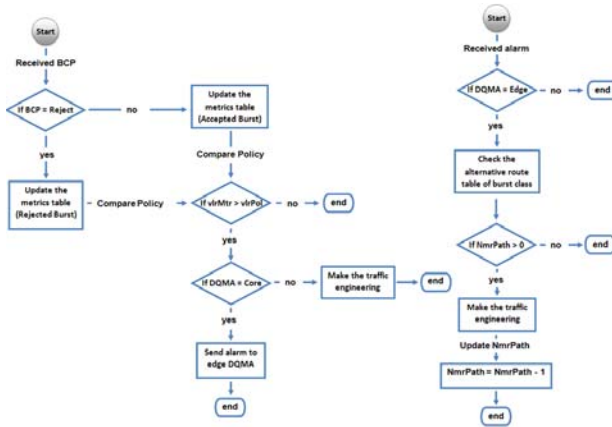 Start
Received BCP
If BCP = Reject
no
Update the
metrics table
(Accepted Burst)
yes
Compare Policy
Update the
metrics table
(Rejected Burst)
Compare Policy
If vlrMtr > vlrPol
no
end
yes
If DQMA = Core
no
Make the traffic
engineering
end
yes
Send alarm to
edge DQMA
end
Start
Received alarm
If DQMA = Edge
no
end
yes
Check the
alternative route
table of burst class
If NmrPath > 0
no
end
yes
Make the traffic
engineering
Update NmrPath
NmrPath = NmrPath - 1
end